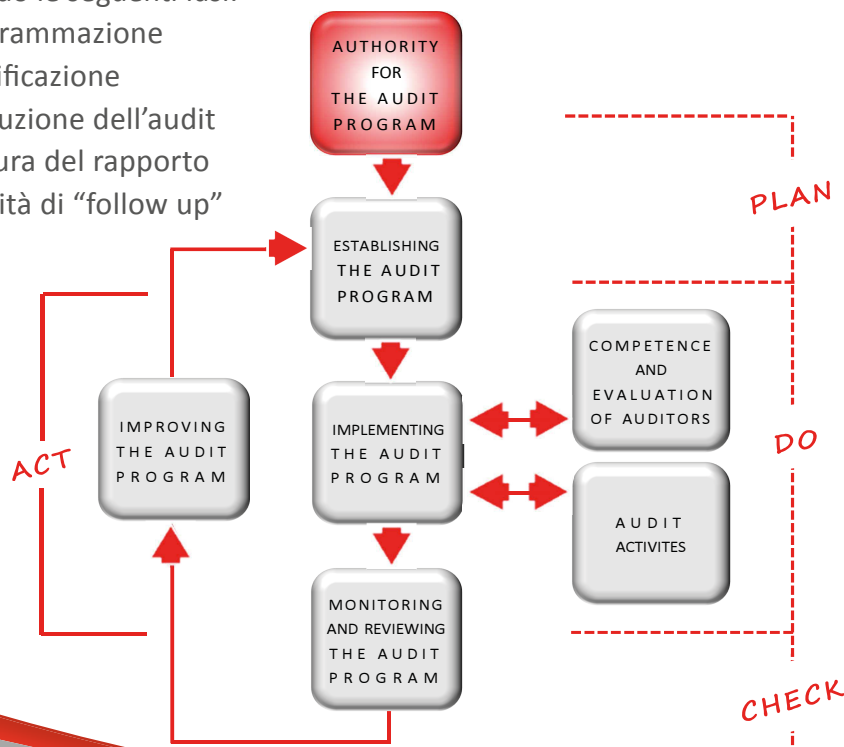 rammazione
ificazione
uzione dell'audit
ura del rapporto
ità di “follow up”
AUTHORITY
FOR
THE AUDIT
PROGRAM
PLAN
ESTABLISHING
THE AUDIT
PROGRAM
COMPETENCE
AND
EVALUATION
OF AUDITORS
DO
IMPROVING
THE AUDIT
PROGRAM
ACT
IMPLEMENTING
THE AUDIT
PROGRAM
AUDIT
ACTIVITES
MONITORING
AND REVIEWING
THE AUDIT
PROGRAM
CHECK